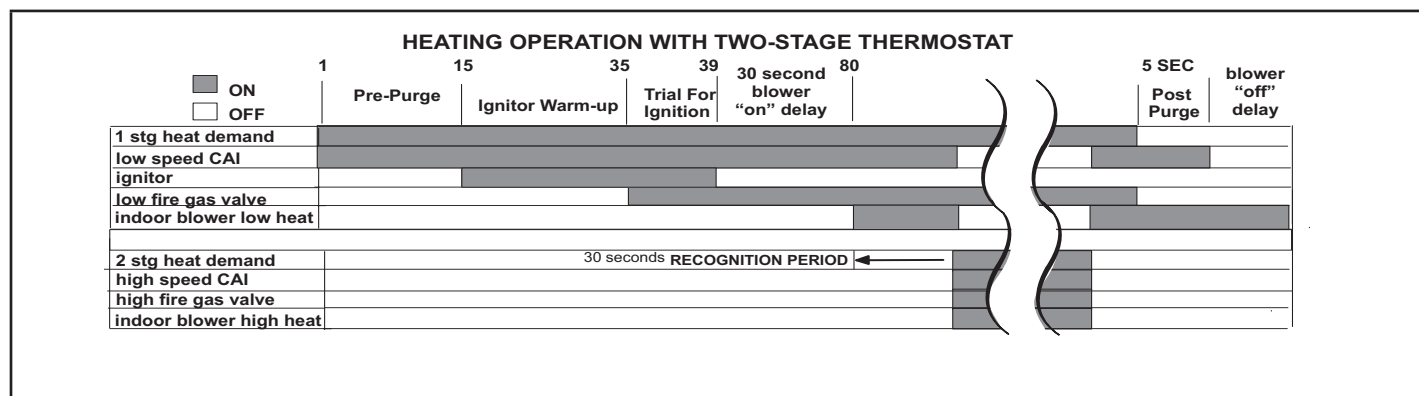 HEATING OPERATION WITH TWO-STAGE THERMOSTAT
1 15 35 39 30 second blower “on” delay 80 5 SEC blower “off” delay
ON
OFF
Pre-Purge
Ignitor Warm-up
Trial For Ignition
Post Purge
1 stg heat demand
low speed CAI
ignitor
low fire gas valve
indoor blower low heat
2 stg heat demand 30 seconds RECOGNITION PERIOD
high speed CAI
high fire gas valve
indoor blower high heat